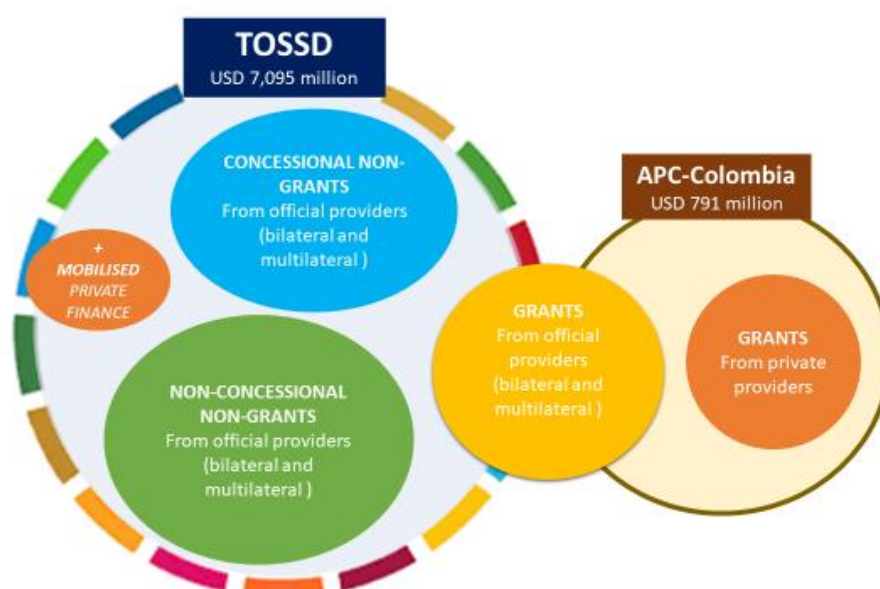 TOSSD
USD 7,095 million
CONCESSIONAL NON-
GRANTS
From official providers
(bilateral and
multilateral )
+
MOBILISED
PRIVATE
FINANCE
NON-CONCESSIONAL
NON-GRANTS
From official providers
(bilateral and
multilateral )
GRANTS
From official
providers
(bilateral and
multilateral )
APC-Colombia
USD 791 million
GRANTS
From private
providers